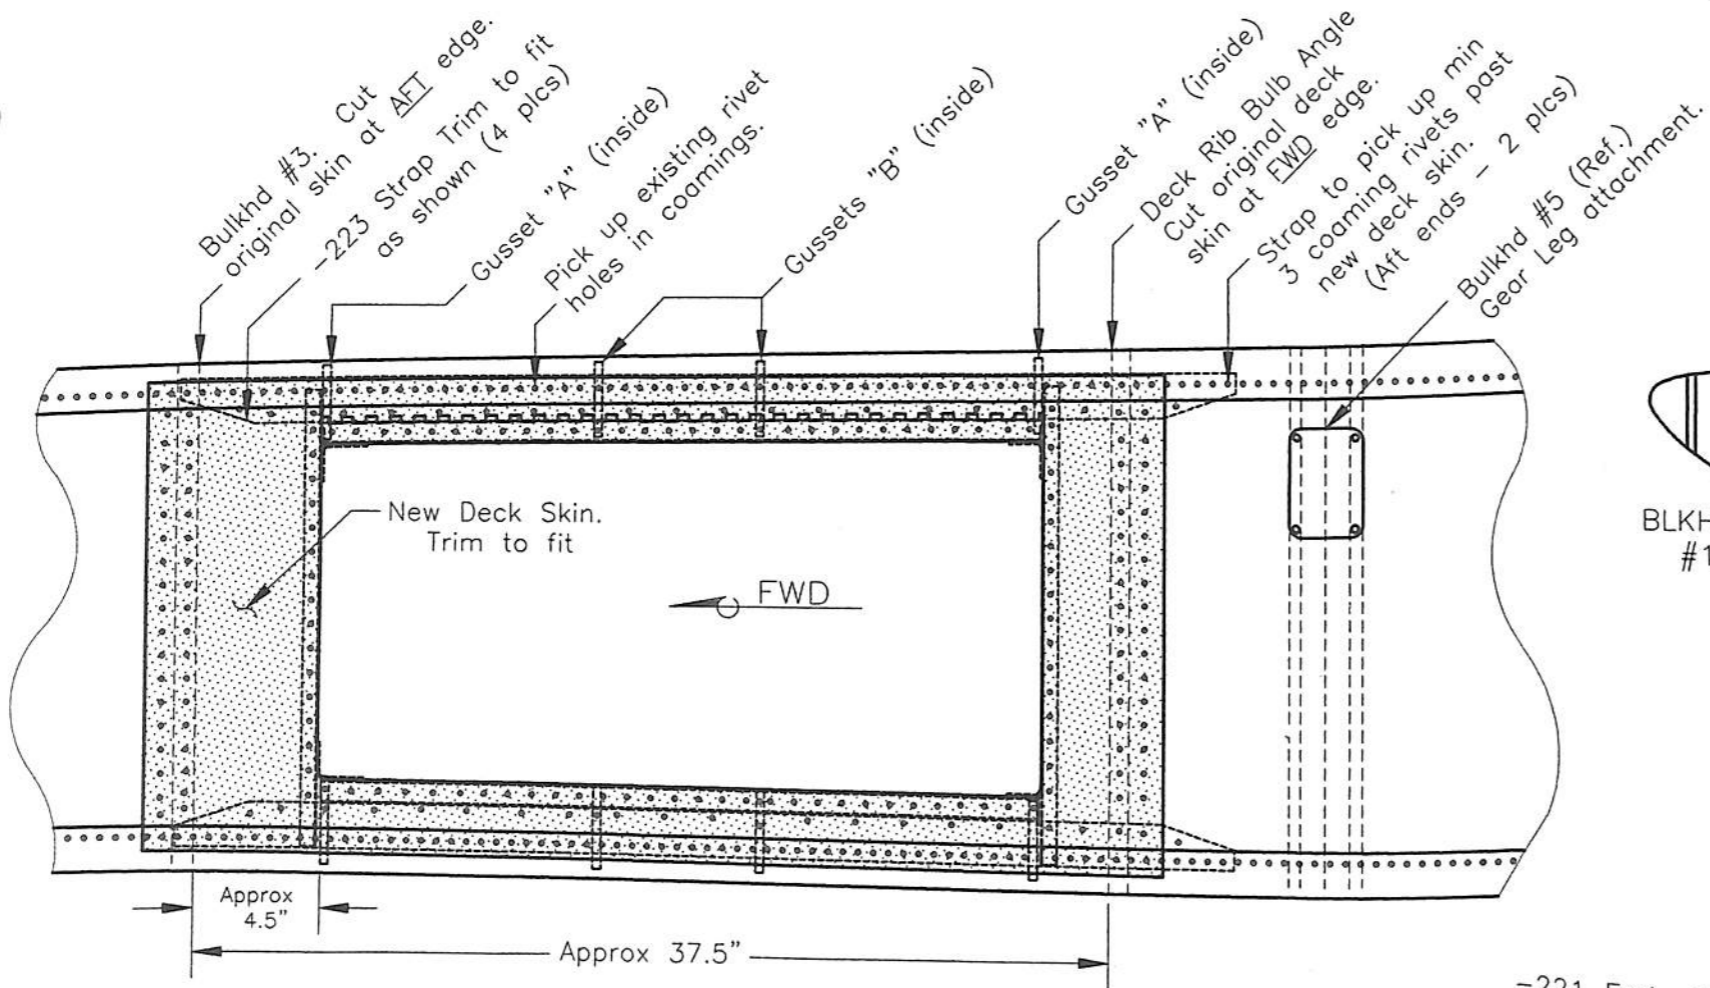 Bulkhd #3. Cut
original skin at AFT edge.
-223 Strap Trim to fit
as shown (4 plcs)
Gusset "A" (inside)
Pick up existing rivet
holes in coamings.
Gussets "B" (inside)
Gusset "A" (inside)
Deck Rib Bulb Angle
Cut original deck
skin at FWD edge.
Strap to pick up min
3 coaming rivets past
new deck skin.
(Aft ends - 2 plcs)
Bulkhd #5 (Ref.)
Gear Leg attachment.
New Deck Skin.
Trim to fit
FWD
BLKH
#1
Approx
4.5"
Approx 37.5"